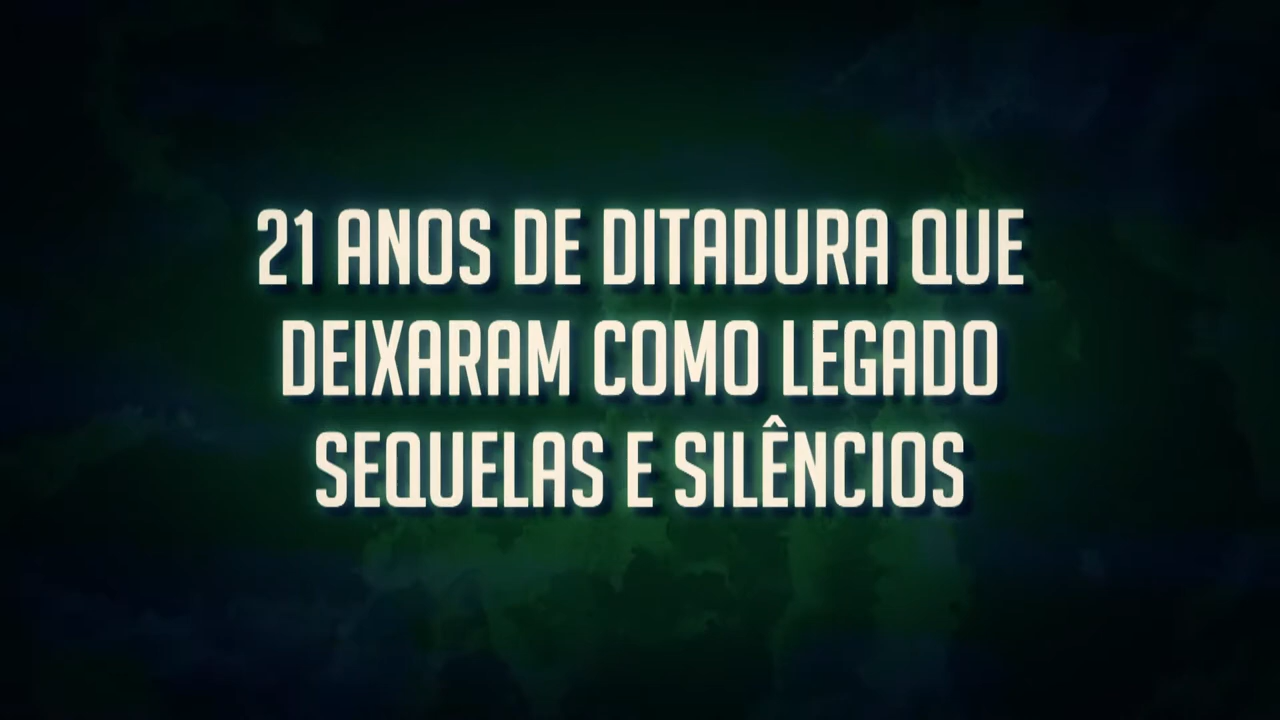 21 ANOS DE DITADURA QUE
DEIXARAM COMO LEGADO
SEQUELAS E SILÊNCIOS